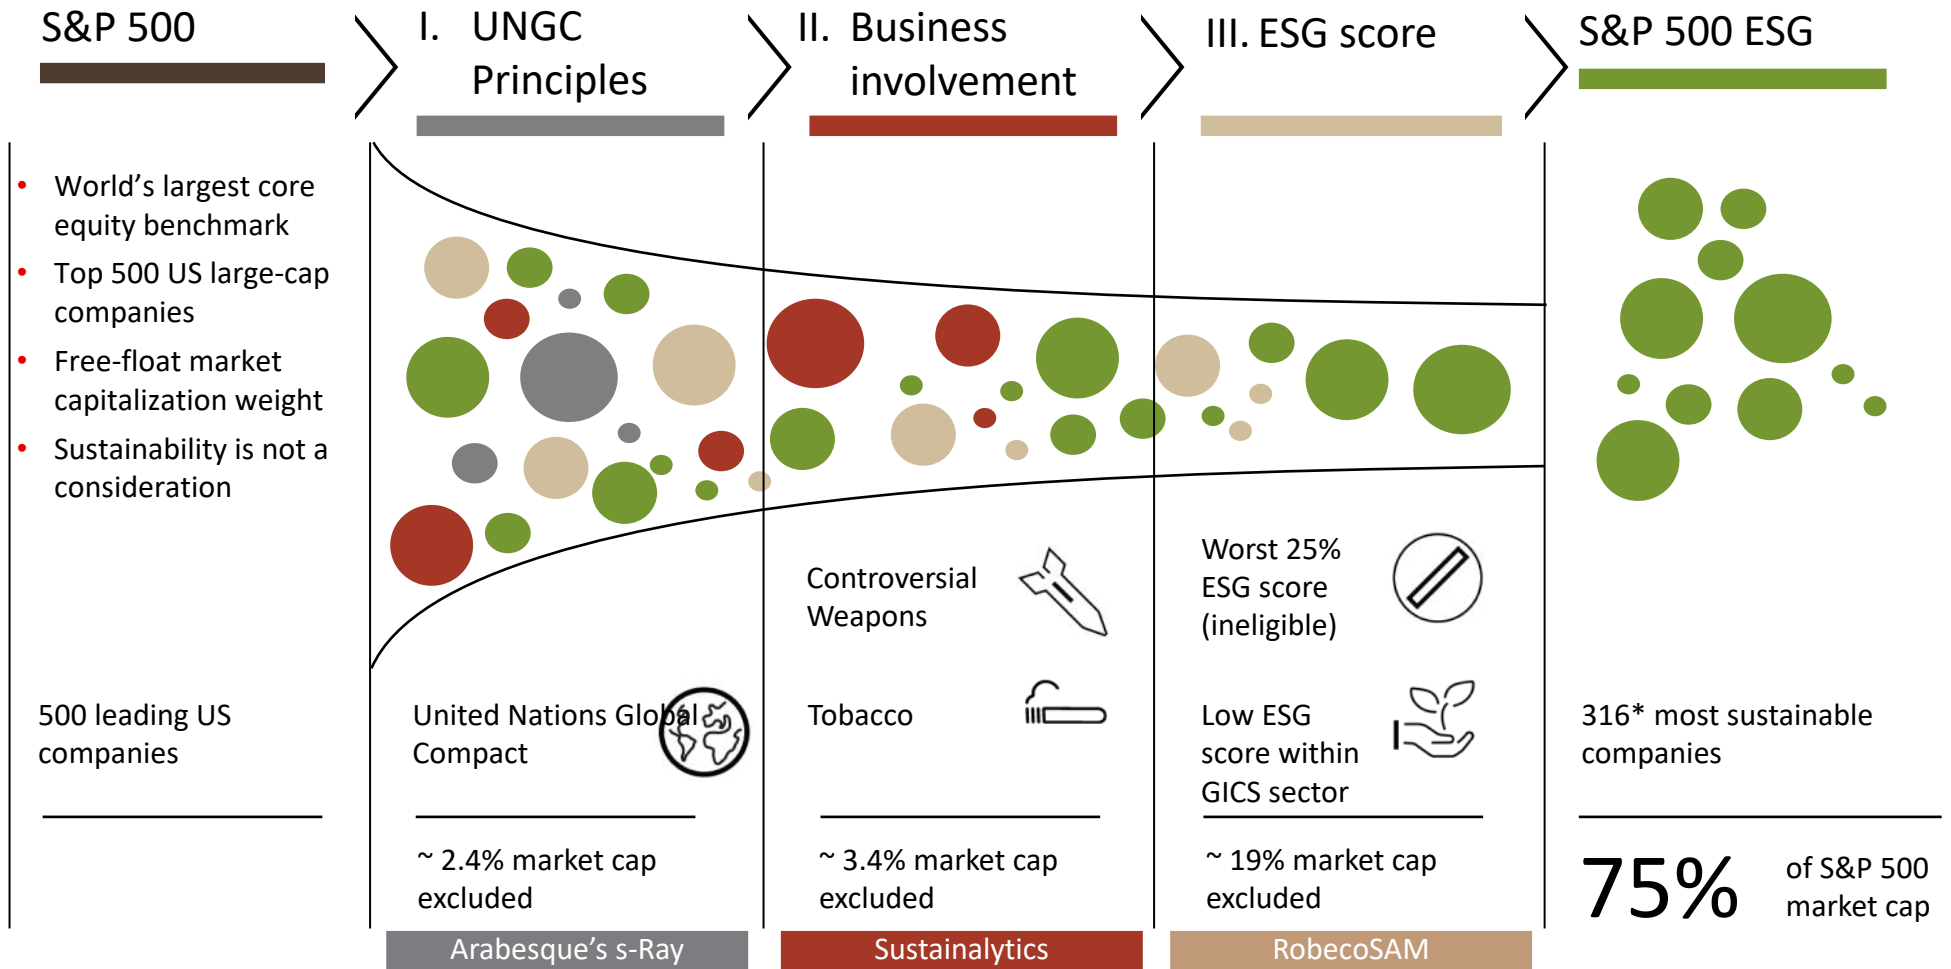 S&P 500
I. UNGC
Principles
II. Business
involvement
III. ESG score
S&P 500 ESG
• World’s largest core
equity benchmark
• Top 500 US large-cap
companies
• Free-float market
capitalization weight
• Sustainability is not a
consideration
500 leading US
companies
United Nations Global
Compact
~ 2.4% market cap
excluded
Arabesque’s s-Ray
Controversial
Weapons
Tobacco
~ 3.4% market cap
excluded
Sustainalytics
Worst 25%
ESG score
(ineligible)
Low ESG
score within
GICS sector
~ 19% market cap
excluded
RobecoSAM
316* most sustainable
companies
75%
of S&P 500
market cap